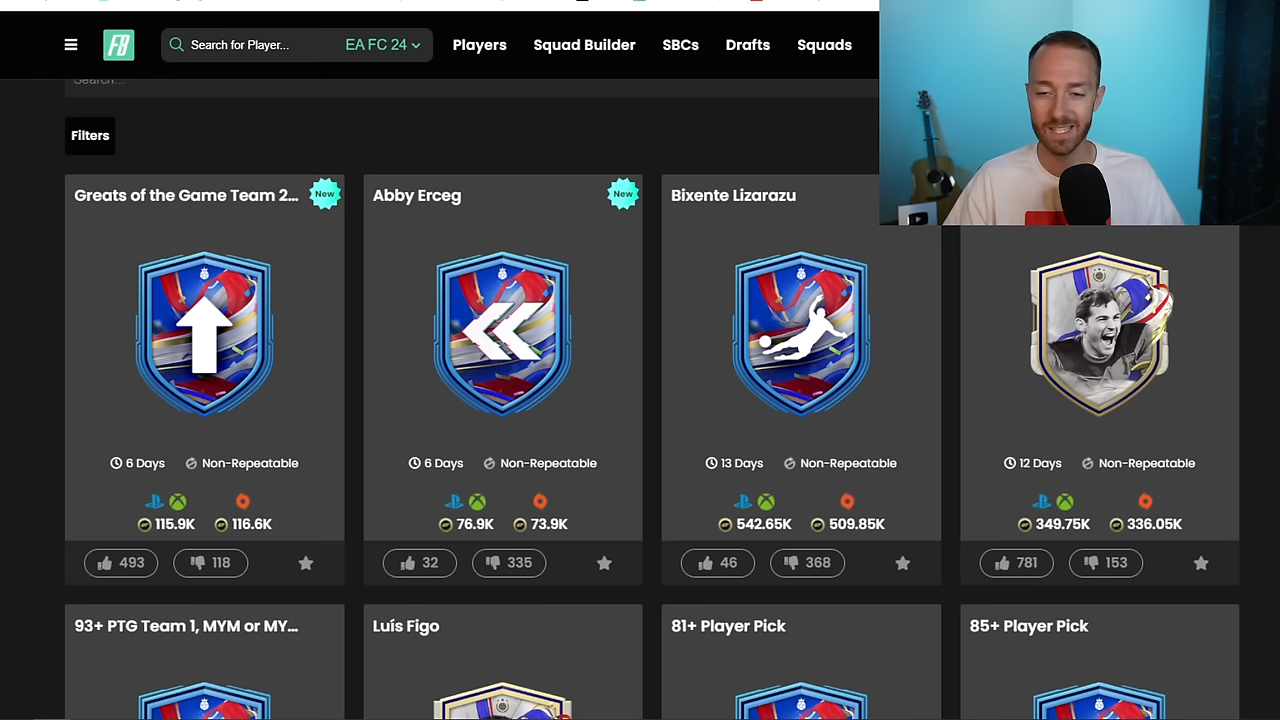 FB
Search for Player...
EA FC 24
Players
Squad Builder
SBCs
Drafts
Squads
Search...
Filters
Greats of the Game Team 2...
New
Abby Erceg
New
Bixente Lizarazu
6 Days
Non-Repeatable
6 Days
Non-Repeatable
13 Days
Non-Repeatable
12 Days
Non-Repeatable
115.9K
116.6K
76.9K
73.9K
542.65K
509.85K
349.75K
336.05K
493
118
32
335
46
368
781
153
93+ PTG Team 1, MYM or MY...
Luís Figo
81+ Player Pick
85+ Player Pick